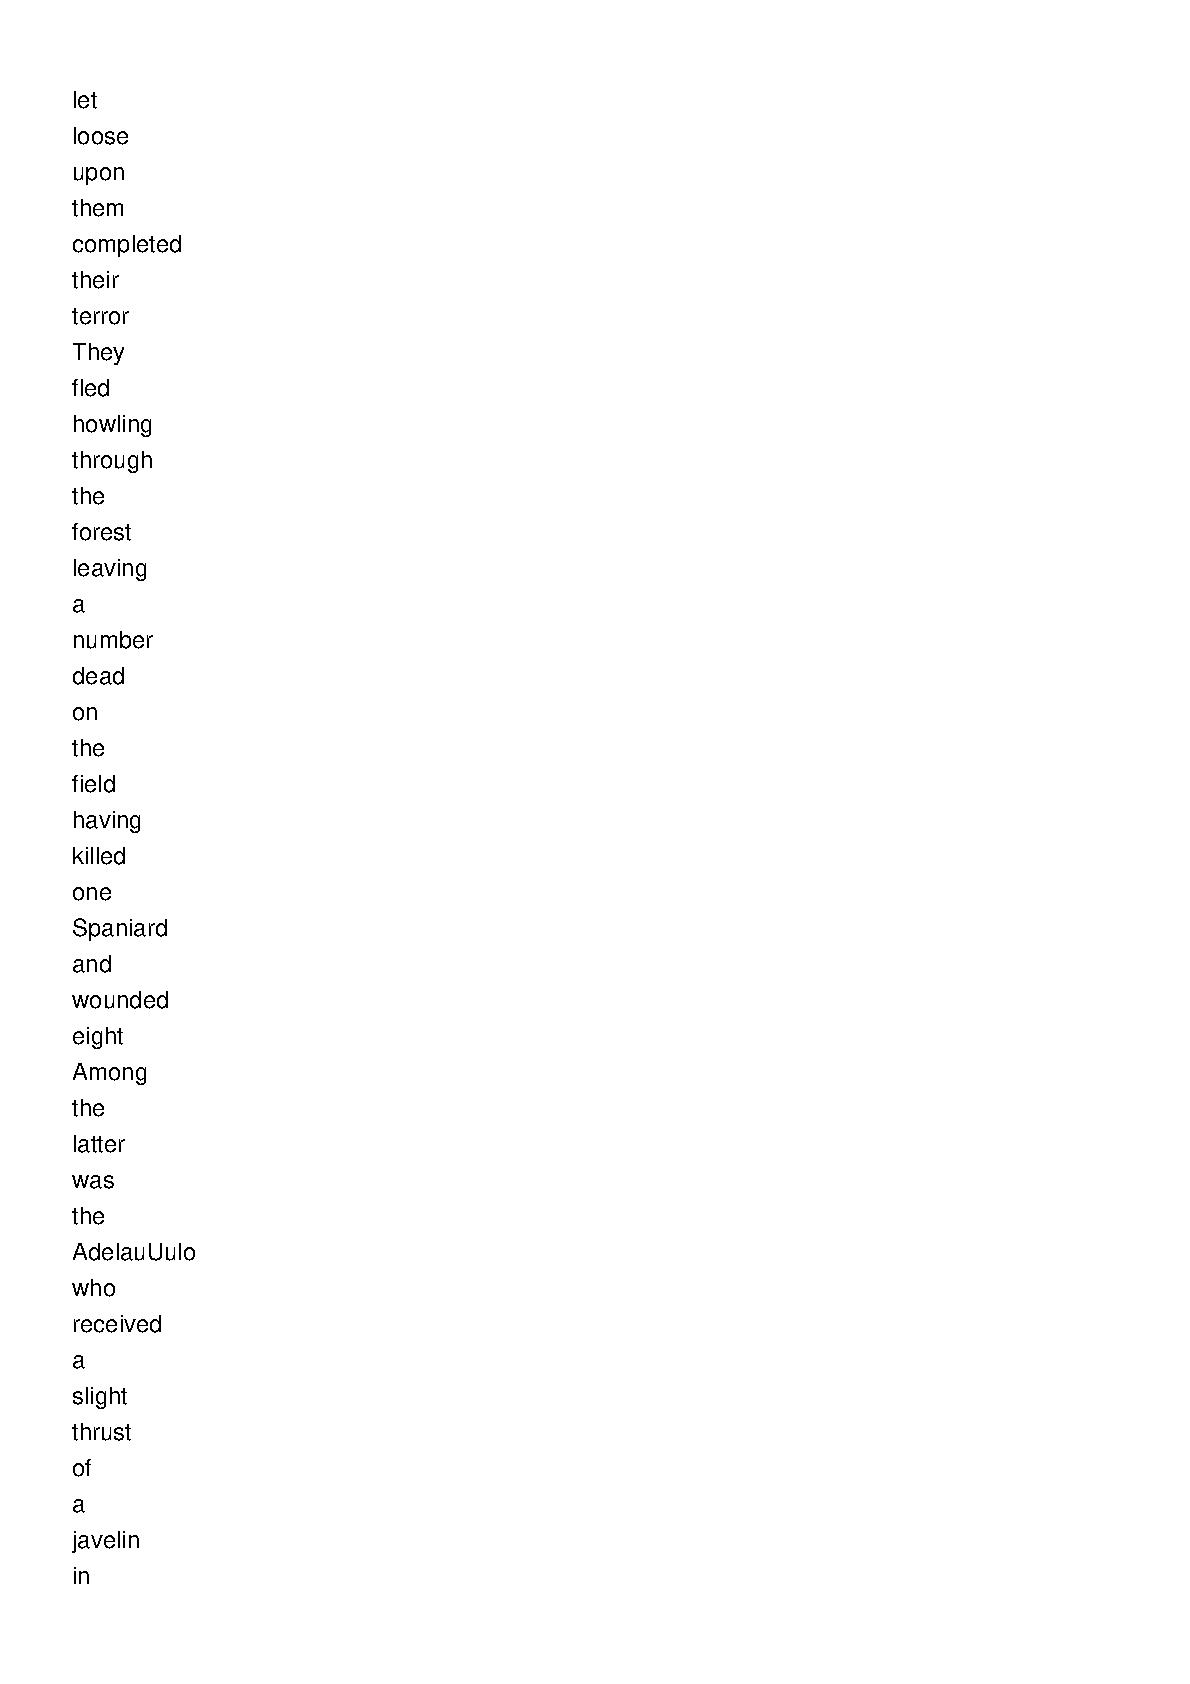 let
loose
upon
them
completed
their
terror
They
fled
howling
through
the
forest
leaving
a
number
dead
on
the
field
having
killed
one
Spaniard
and
wounded
eight
Among
the
latter
was
the
AdelauUulo
who
received
a
slight
thrust
of
a
javelin
in